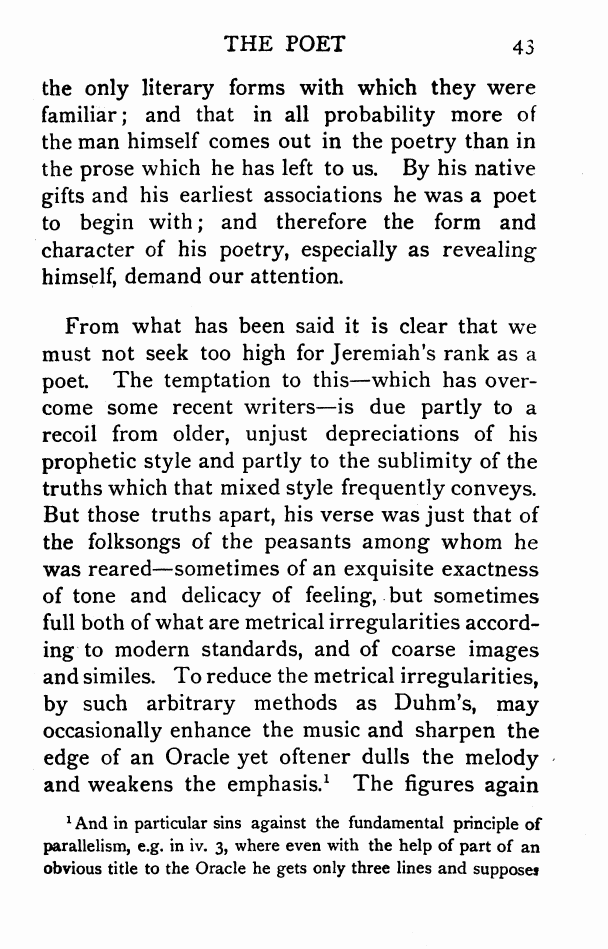 THE POET 43
the only literary forms with which they were
familiar; and that in all probability more of
the man himself comes out in the poetry than in
the prose which he has left to us. By his native
gifts and his earliest associations he was a poet
to begin with; and therefore the form and
character of his poetry, especially as revealing
himself, demand our attention.
From what has been said it is clear that we
must not seek too high for Jeremiah's rank as a
poet. The temptation to this—which has over-
come some recent writers—is due partly to a
recoil from older, unjust depreciations of his
prophetic style and partly to the sublimity of the
truths which that mixed style frequently conveys.
But those truths apart, his verse was just that of
the folksongs of the peasants among whom he
was reared—sometimes of an exquisite exactness
of tone and delicacy of feeling, but sometimes
full both of what are metrical irregularities accord-
ing to modern standards, and of coarse images
and similes. To reduce the metrical irregularities,
by such arbitrary methods as Duhm's, may
occasionally enhance the music and sharpen the
edge of an Oracle yet oftener dulls the melody
and weakens the emphasis.¹ The figures again
¹ And in particular sins against the fundamental principle of
parallelism, e.g. in iv. 3, where even with the help of part of an
obvious title to the Oracle he gets only three lines and supposes